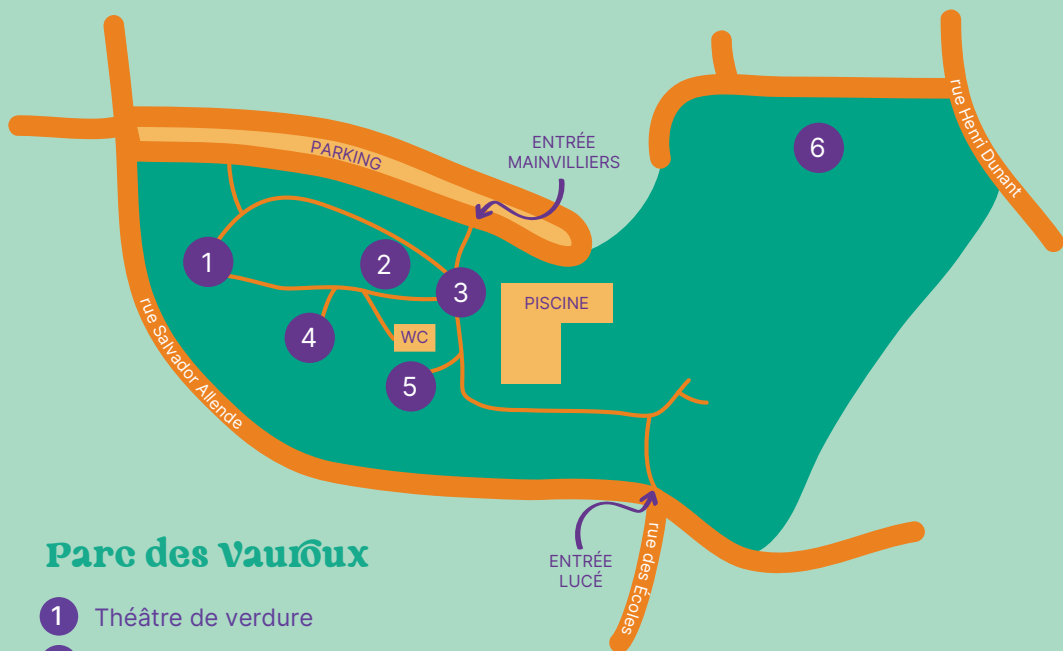 rue Henri Dunant
ENTRÉE
MAINVILLIERS
PARKING
6
1
2
3
PISCINE
4
WC
5
rue Salvador Allende
ENTRÉE
LUCÉ
rue des Écoles
Parc des Vauroux
1 Théâtre de verdure